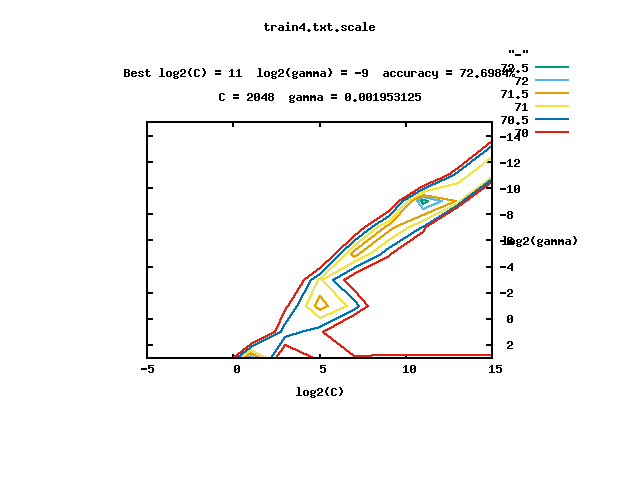 train4.txt.scale
"-"
Best log2(C) = 11  log2(gamma) = -9  accuracy = 72.6984%
72.5
72
C = 2048  gamma = 0.001953125
71.5
71
70.5
70
-14
-12
-10
-8
-6
log2(gamma)
-4
-2
0
2
-5 0 5 10 15
log2(C)